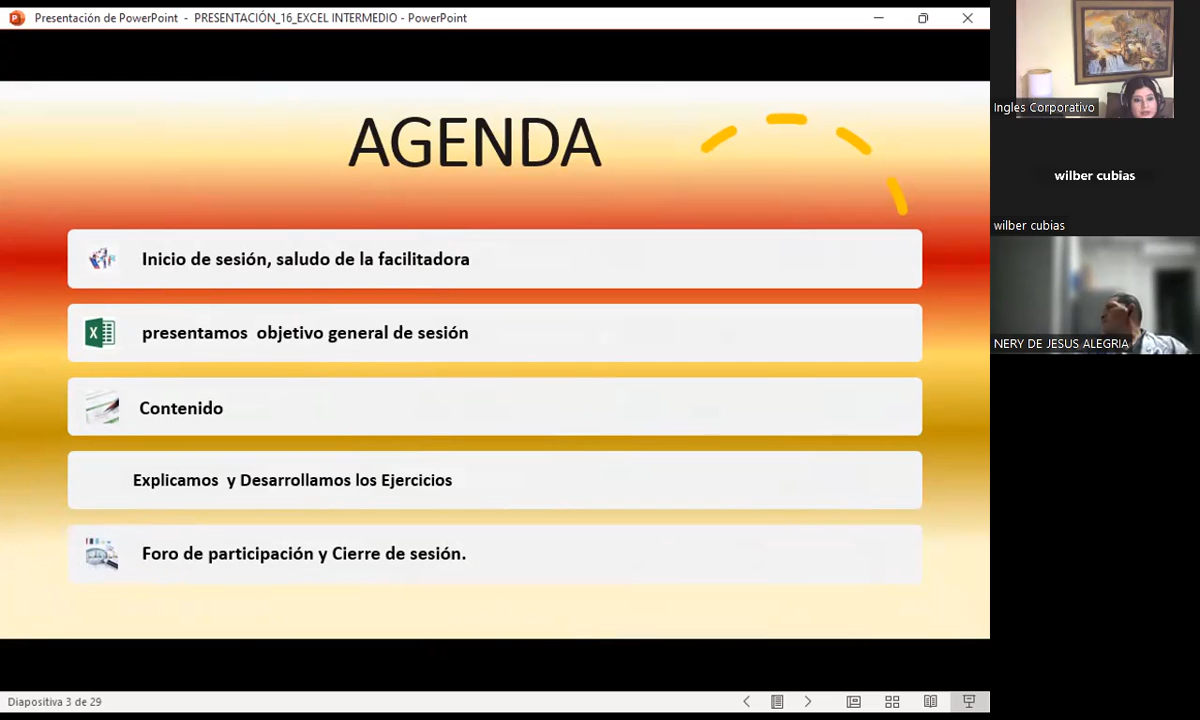 Presentación de PowerPoint - PRESENTACIÓN_16_EXCEL INTERMEDIO - PowerPoint
AGENDA
Inicio de sesión, saludo de la facilitadora
presentamos objetivo general de sesión
Contenido
Explicamos y Desarrollamos los Ejercicios
Foro de participación y Cierre de sesión.
Diapositiva 3 de 29
Ingles Corporativo
wilber cubias
wilber cubias
NERY DE JESUS ALEGRIA